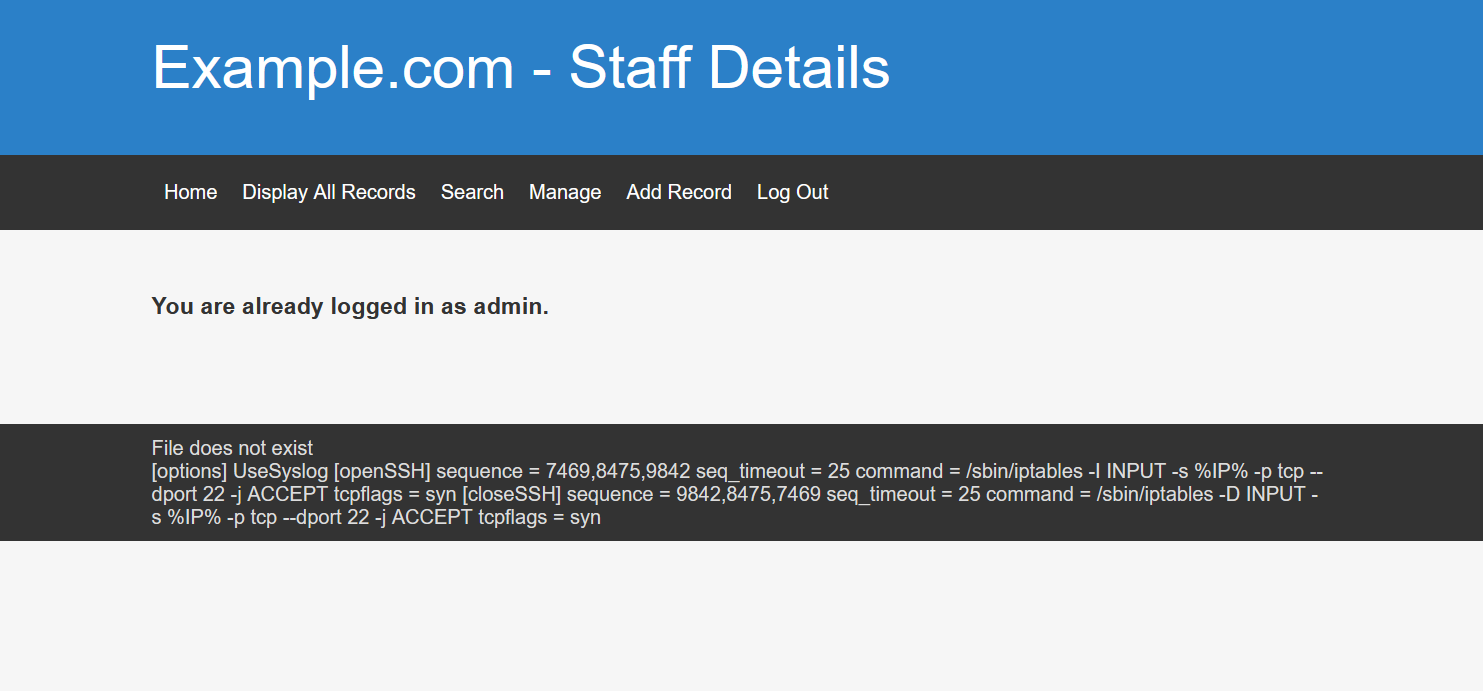 Example.com - Staff Details
Home Display All Records Search Manage Add Record Log Out
You are already logged in as admin.
File does not exist
[options] UseSyslog [openSSH] sequence = 7469,8475,9842 seq_timeout = 25 command = /sbin/iptables -I INPUT -s %IP% -p tcp --
dport 22 -j ACCEPT tcpflags = syn [closeSSH] sequence = 9842,8475,7469 seq_timeout = 25 command = /sbin/iptables -D INPUT -
s %IP% -p tcp --dport 22 -j ACCEPT tcpflags = syn